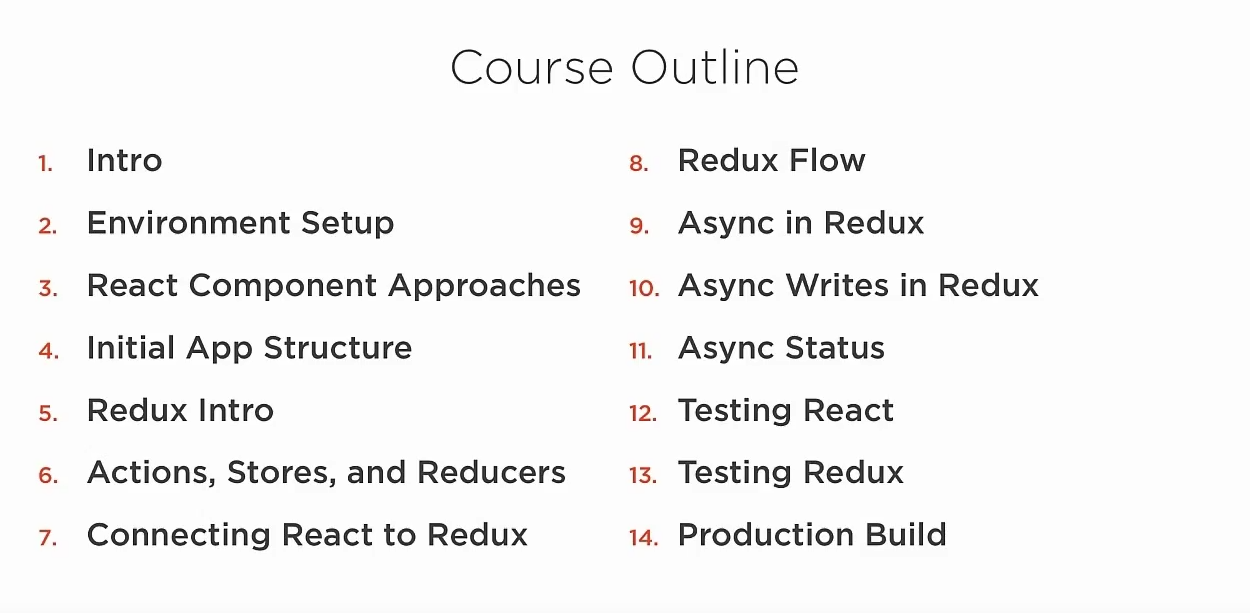 Course Outline
1. Intro
2. Environment Setup
3. React Component Approaches
4. Initial App Structure
5. Redux Intro
6. Actions, Stores, and Reducers
7. Connecting React to Redux
8. Redux Flow
9. Async in Redux
10. Async Writes in Redux
11. Async Status
12. Testing React
13. Testing Redux
14. Production Build